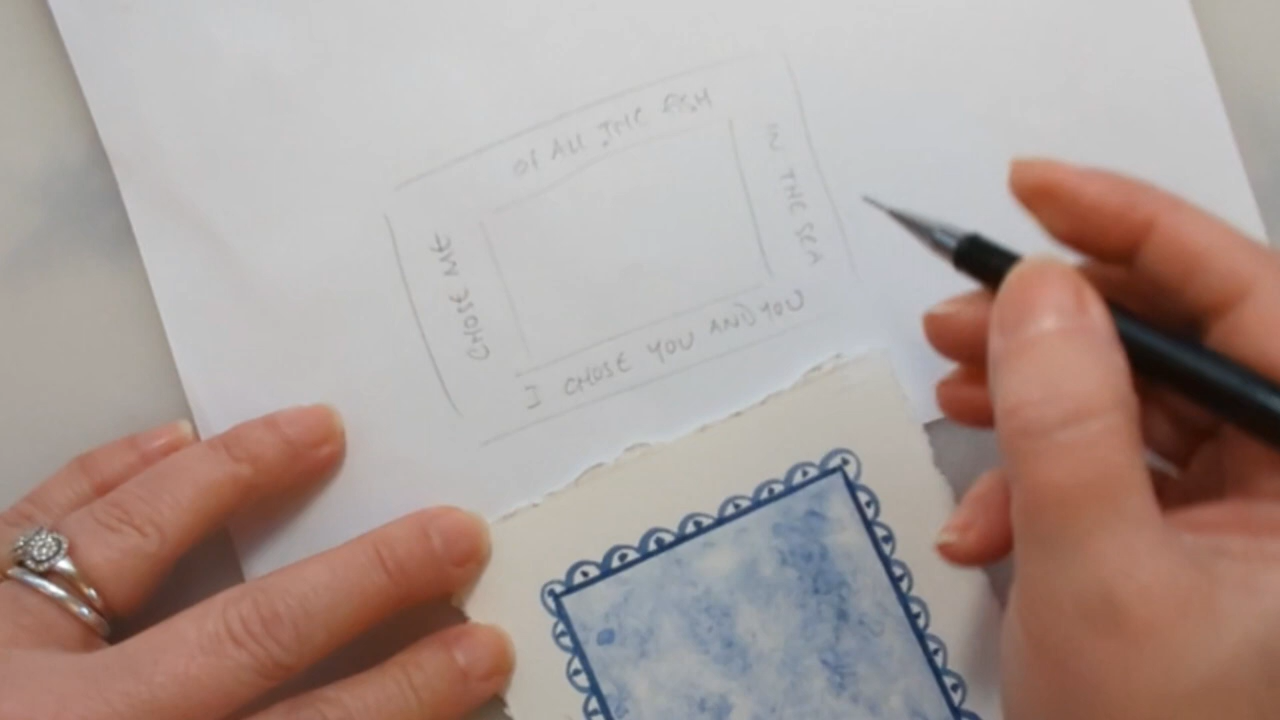 OF ALL THE FISH
IN THE SEA
I CHOSE YOU AND YOU
CHOSE ME